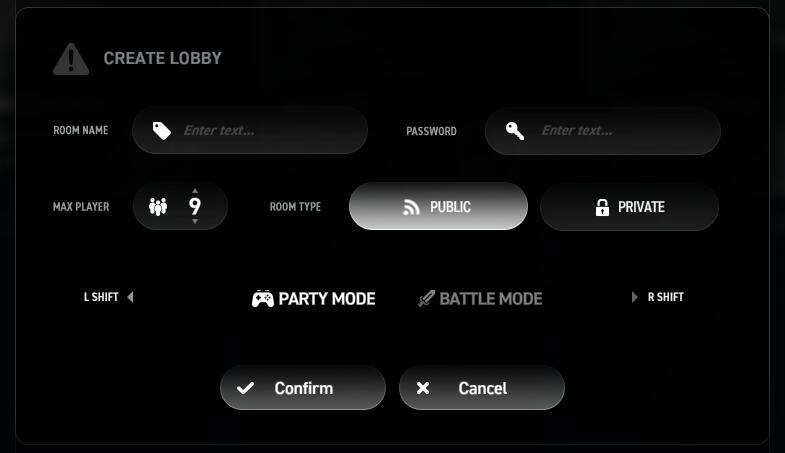 CREATE LOBBY
ROOM NAME
Enter text...
PASSWORD
Enter text...
MAX PLAYER
9
ROOM TYPE
PUBLIC
PRIVATE
L SHIFT
PARTY MODE
BATTLE MODE
R SHIFT
Confirm
Cancel